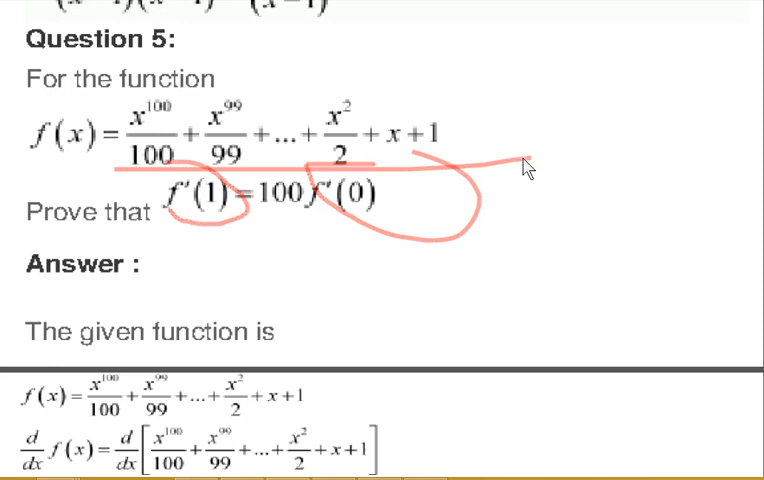 Question 5:
For the function
f(x) = x^100/100 + x^99/99 + ... + x^2/2 + x + 1
Prove that f'(1) = 100 f'(0)
Answer :
The given function is
f(x) = x^100/100 + x^99/99 + ... + x^2/2 + x + 1
d/dx f(x) = d/dx [x^100/100 + x^99/99 + ... + x^2/2 + x + 1]